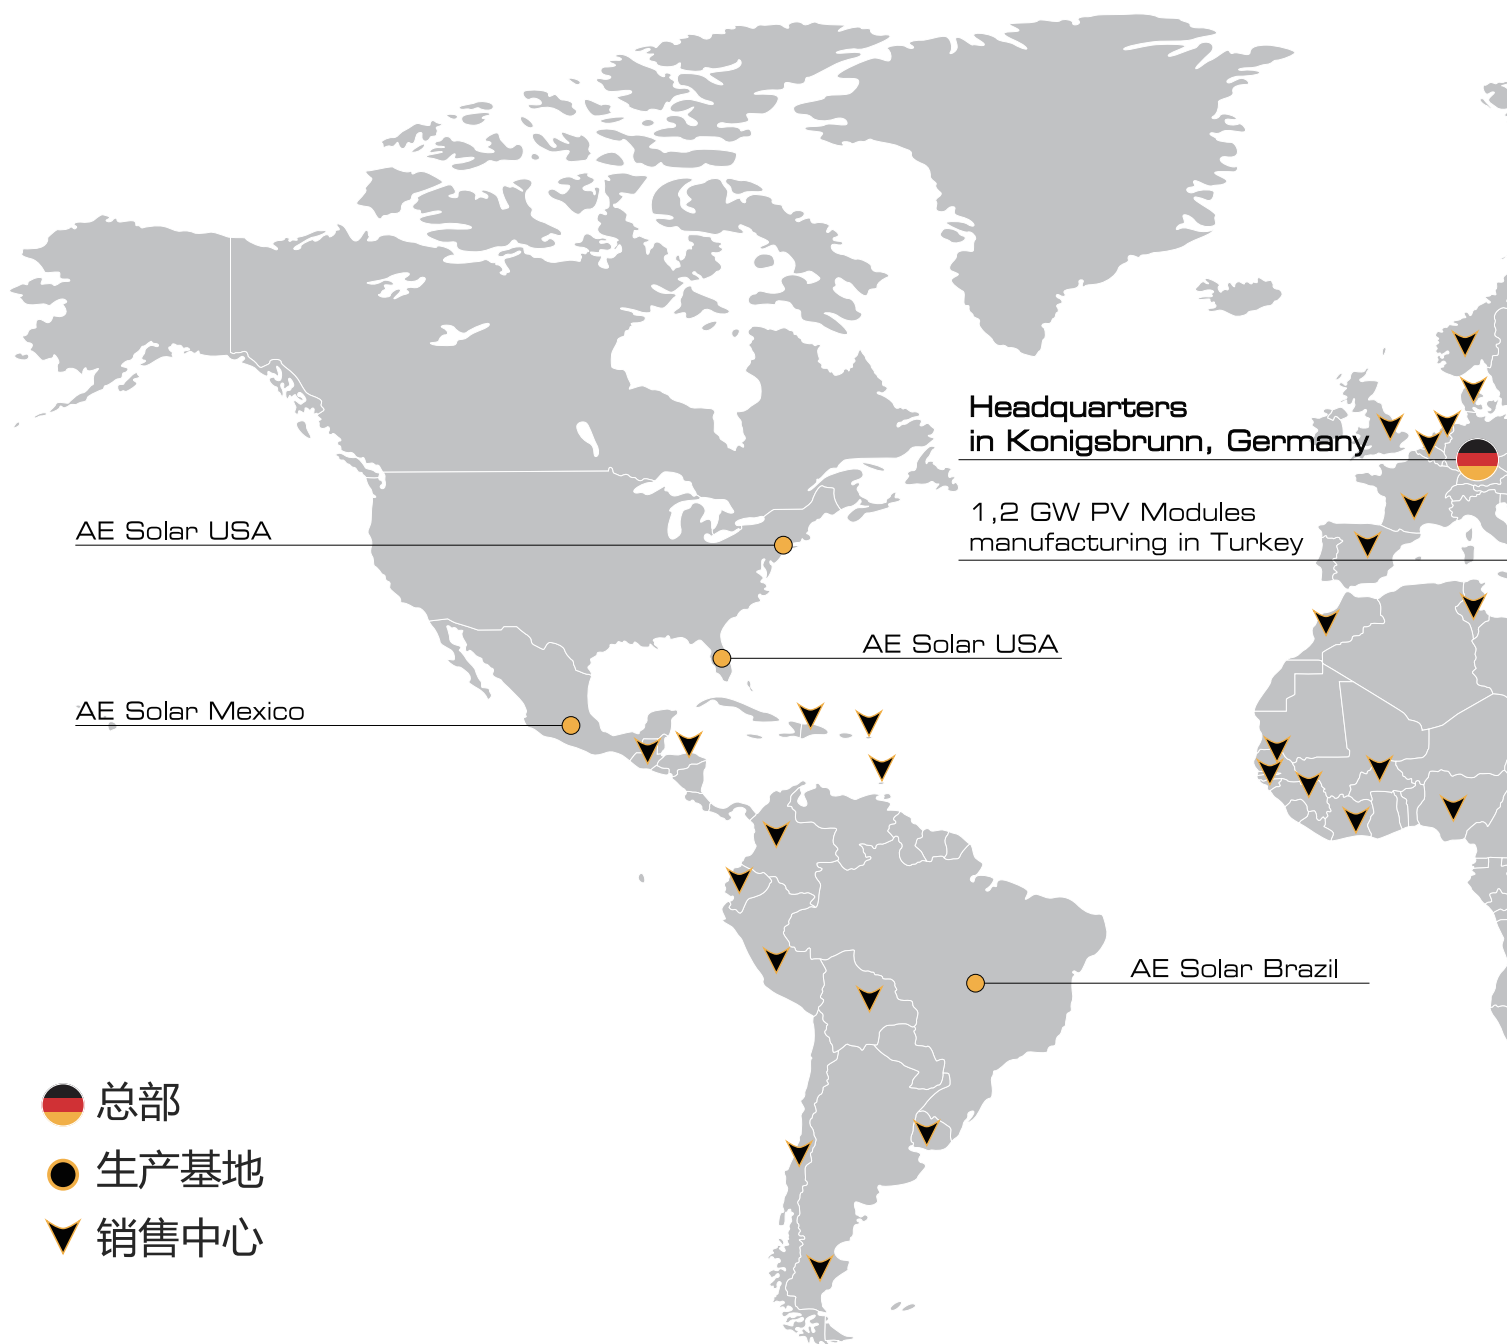 Headquarters
in Konigsbrunn, Germany
1,2 GW PV Modules
manufacturing in Turkey
AE Solar USA
AE Solar USA
AE Solar Mexico
AE Solar Brazil
总部
生产基地
销售中心